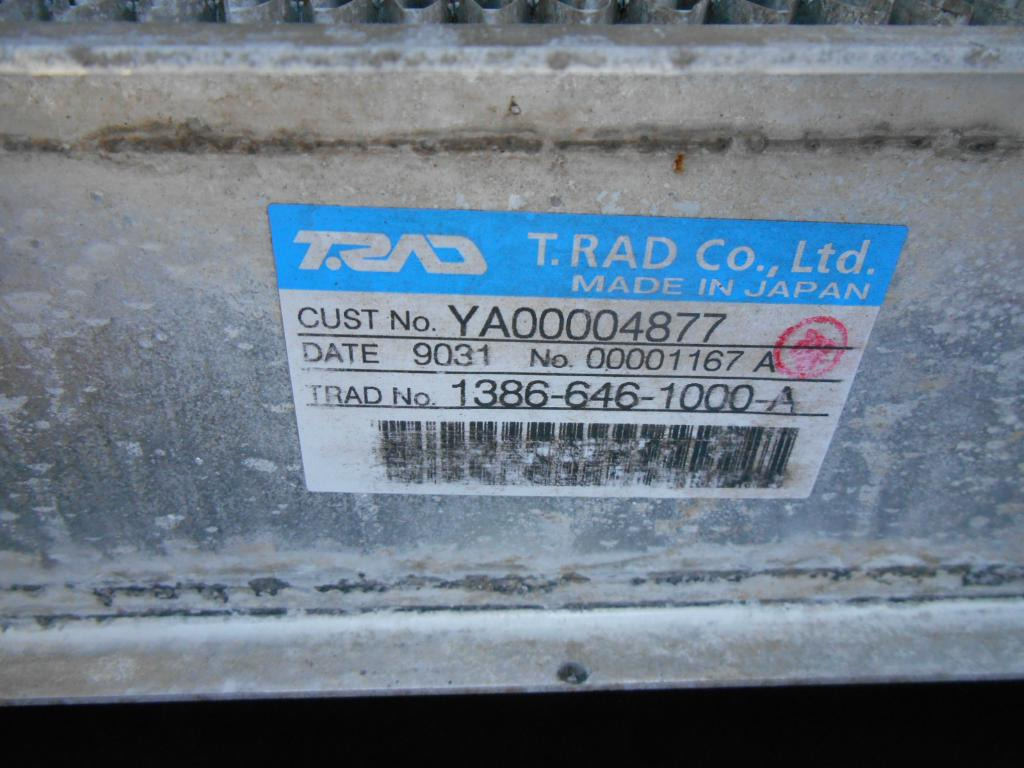 T.RAD T.RAD Co., Ltd.
MADE IN JAPAN
CUST No. YA00004877
DATE 9031 No. 00001167 A
TRAD No. 1386-646-1000-A